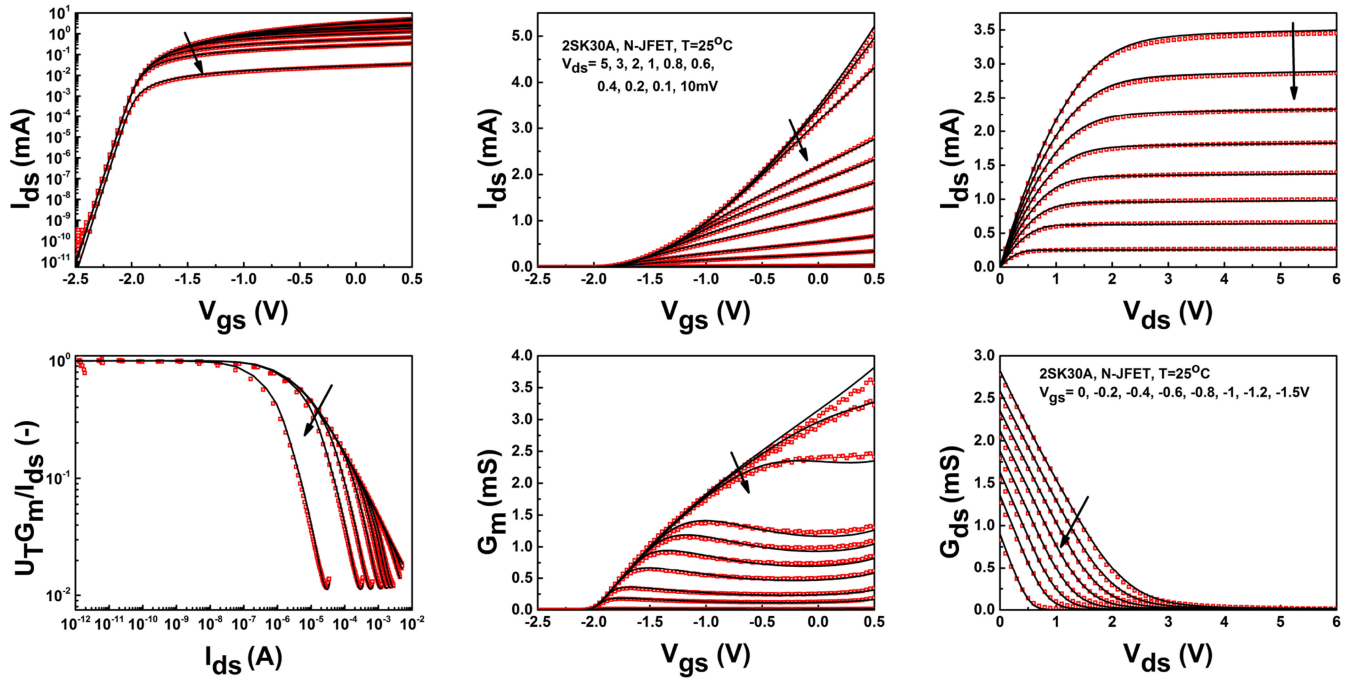 10¹
10⁰
10⁻¹
10⁻²
10⁻³
10⁻⁴
10⁻⁵
10⁻⁶
10⁻⁷
10⁻⁸
10⁻⁹
10⁻¹⁰
10⁻¹¹
Ids (mA)
-2.5 -2.0 -1.5 -1.0 -0.5 0.0 0.5
Vgs (V)
2SK30A, N-JFET, T=25°C
Vds= 5, 3, 2, 1, 0.8, 0.6,
0.4, 0.2, 0.1, 10mV
5.0
4.0
3.0
2.0
1.0
0.0
Ids (mA)
-2.5 -2.0 -1.5 -1.0 -0.5 0.0 0.5
Vgs (V)
3.5
3.0
2.5
2.0
1.5
1.0
0.5
0.0
Ids (mA)
0 1 2 3 4 5 6
Vds (V)
10⁰
10⁻¹
10⁻²
UTGm/Ids (-)
10⁻¹² 10⁻¹¹ 10⁻¹⁰ 10⁻⁹ 10⁻⁸ 10⁻⁷ 10⁻⁶ 10⁻⁵ 10⁻⁴ 10⁻³ 10⁻²
Ids (A)
4.0
3.5
3.0
2.5
2.0
1.5
1.0
0.5
0.0
Gm (mS)
-2.5 -2.0 -1.5 -1.0 -0.5 0.0 0.5
Vgs (V)
2SK30A, N-JFET, T=25°C
Vgs= 0, -0.2, -0.4, -0.6, -0.8, -1, -1.2, -1.5V
3.0
2.5
2.0
1.5
1.0
0.5
0.0
Gds (mS)
0 1 2 3 4 5 6
Vds (V)